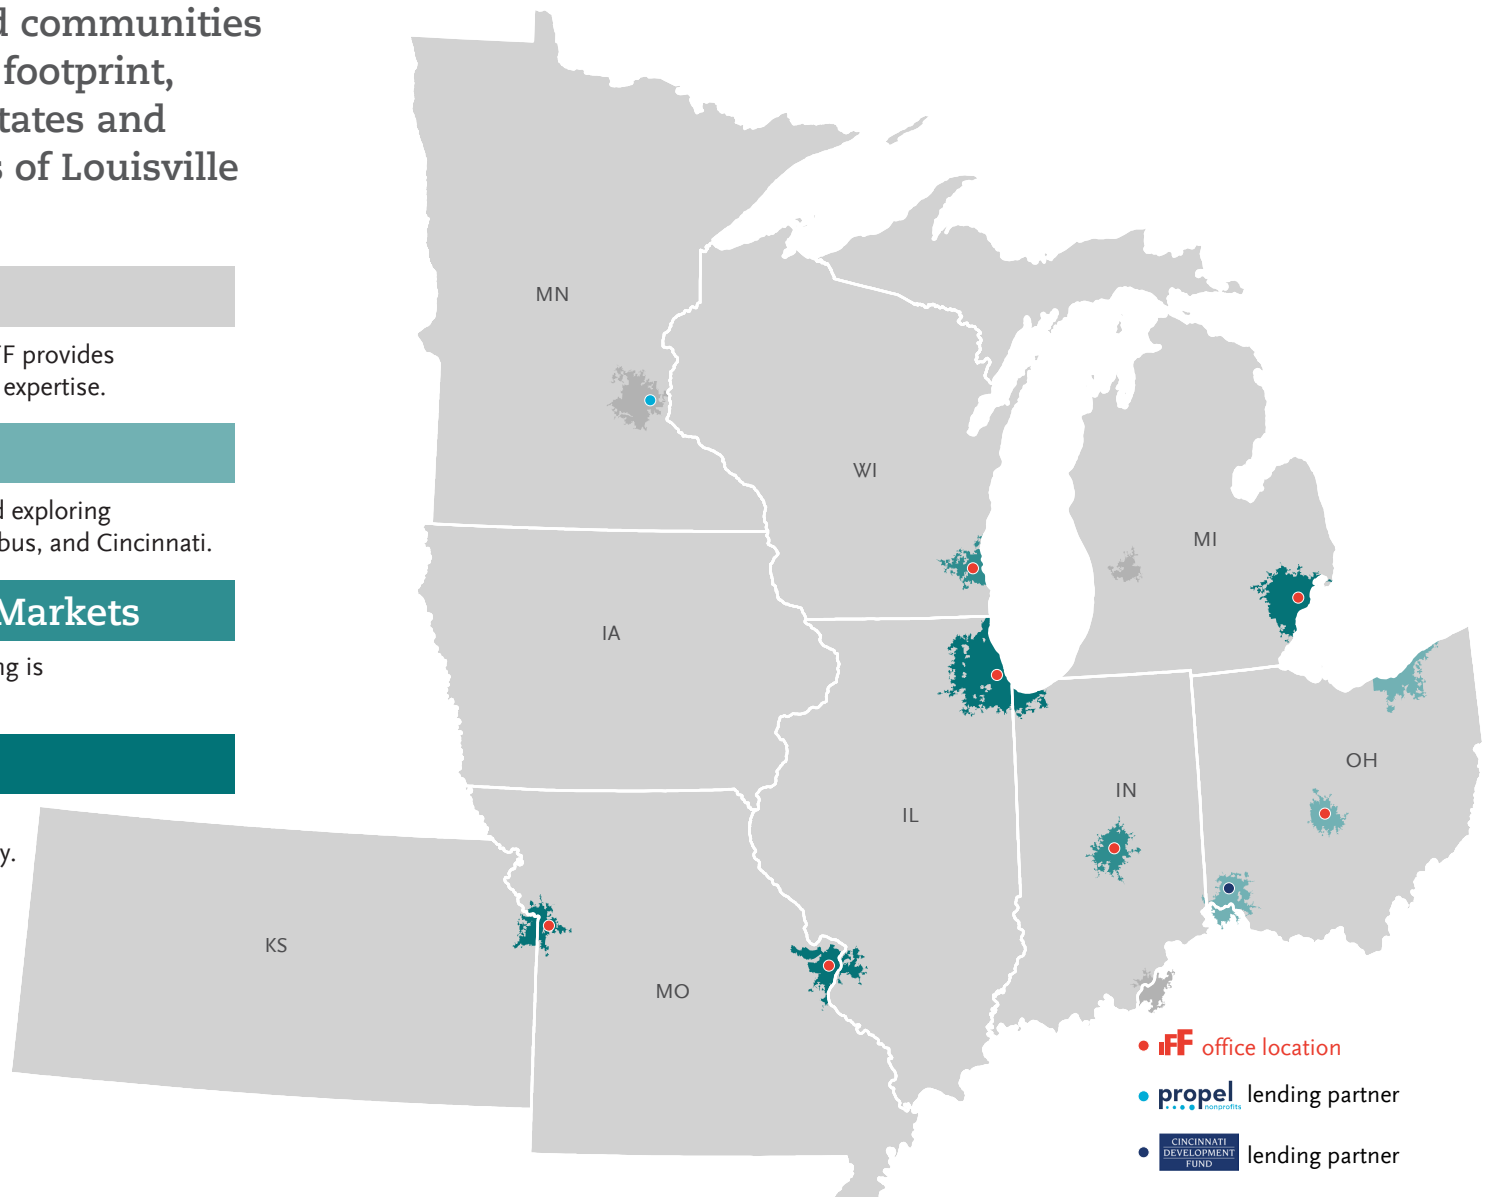 d communities
footprint,
tates and
s of Louisville
FF provides
expertise.
d exploring
bus, and Cincinnati.
Markets
ng is
y.
MN
WI
MI
IA
IL
IN
OH
KS
MO
IFF office location
propel nonprofits lending partner
CINCINNATI
DEVELOPMENT
FUND
lending partner